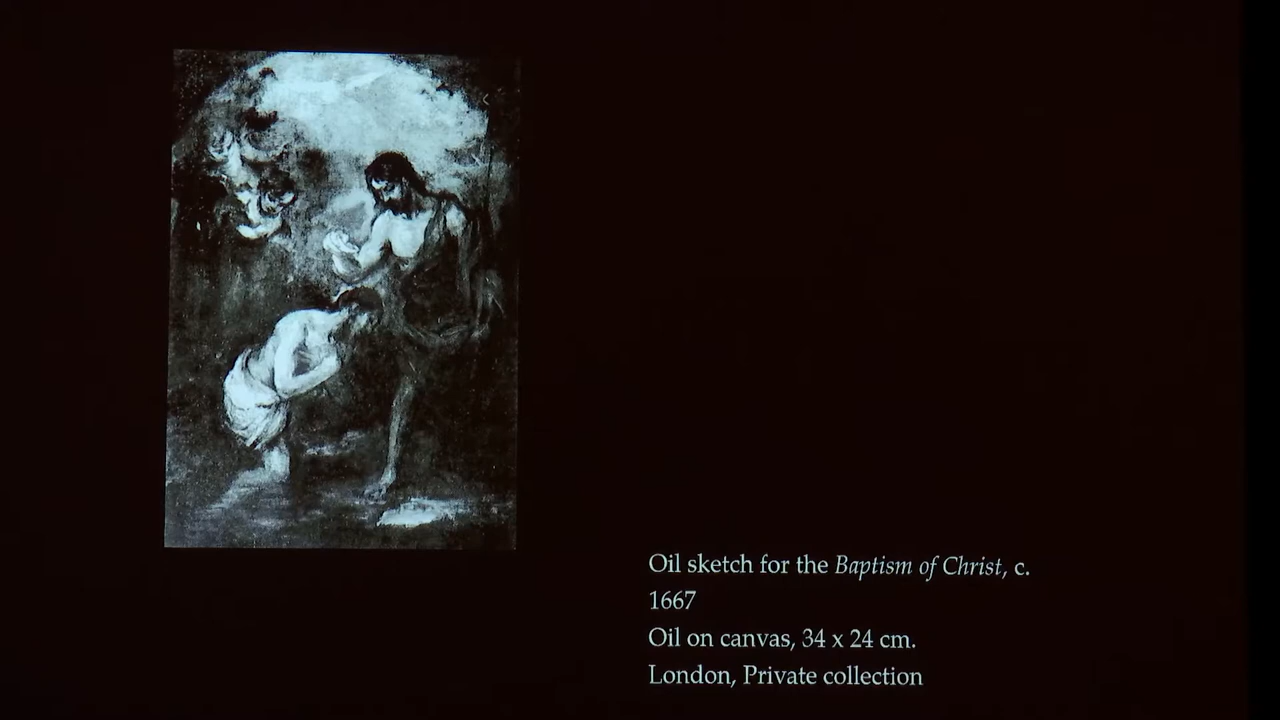 Oil sketch for the Baptism of Christ, c.
1667
Oil on canvas, 34 x 24 cm.
London, Private collection